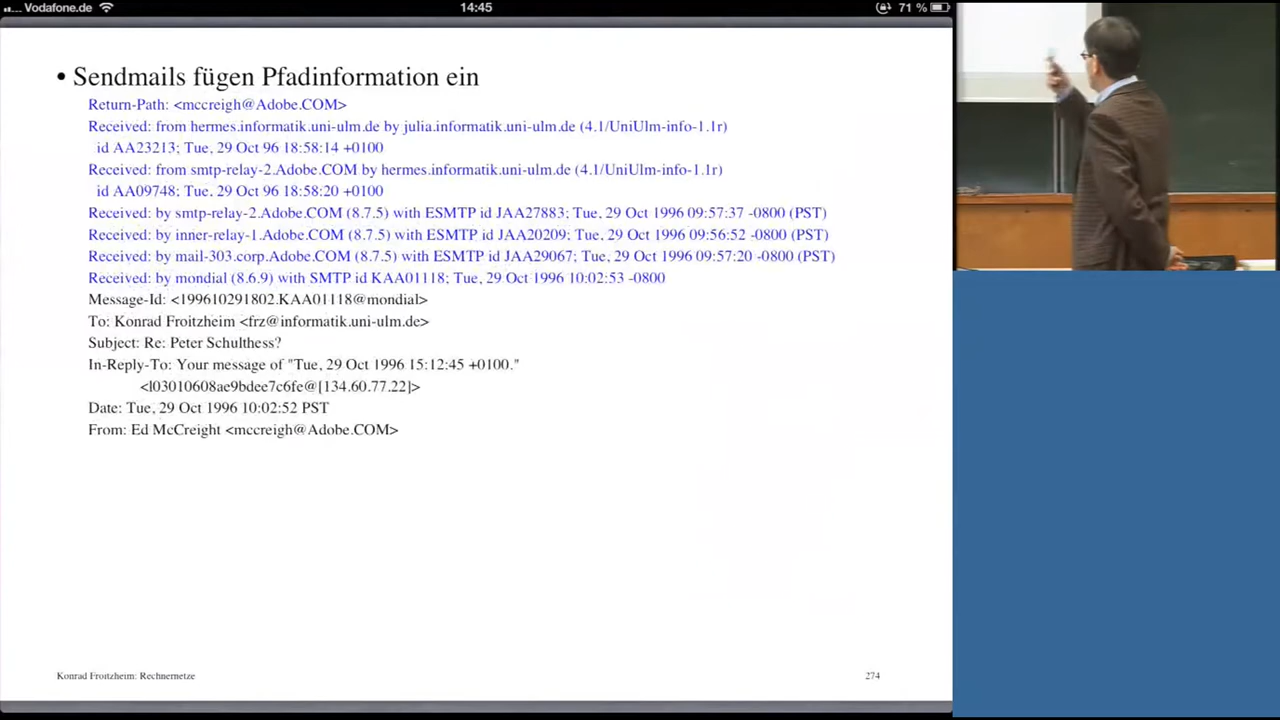 Vodafone.de
14:45
71 %
• Sendmails fügen Pfadinformation ein
Return-Path: <mccreigh@Adobe.COM>
Received: from hermes.informatik.uni-ulm.de by julia.informatik.uni-ulm.de (4.1/UniUlm-info-1.1r)
id AA23213; Tue, 29 Oct 96 18:58:14 +0100
Received: from smtp-relay-2.Adobe.COM by hermes.informatik.uni-ulm.de (4.1/UniUlm-info-1.1r)
id AA09748; Tue, 29 Oct 96 18:58:20 +0100
Received: by smtp-relay-2.Adobe.COM (8.7.5) with ESMTP id JAA27883; Tue, 29 Oct 1996 09:57:37 -0800 (PST)
Received: by inner-relay-1.Adobe.COM (8.7.5) with ESMTP id JAA20209; Tue, 29 Oct 1996 09:56:52 -0800 (PST)
Received: by mail-303.corp.Adobe.COM (8.7.5) with ESMTP id JAA29067; Tue, 29 Oct 1996 09:57:20 -0800 (PST)
Received: by mondial (8.6.9) with SMTP id KAA01118; Tue, 29 Oct 1996 10:02:53 -0800
Message-Id: <199610291802.KAA01118@mondial>
To: Konrad Froitzheim <frz@informatik.uni-ulm.de>
Subject: Re: Peter Schulthess?
In-Reply-To: Your message of "Tue, 29 Oct 1996 15:12:45 +0100."
<l03010608ae9bdee7c6fe@[134.60.77.22]>
Date: Tue, 29 Oct 1996 10:02:52 PST
From: Ed McCreight <mccreigh@Adobe.COM>
Konrad Froitzheim: Rechnernetze
274